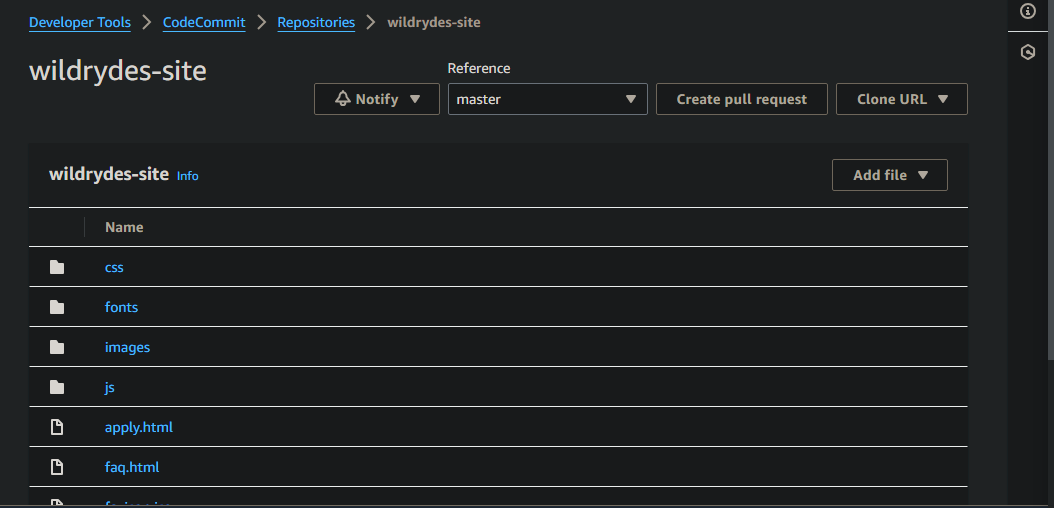 Developer Tools > CodeCommit > Repositories > wildrydes-site
wildrydes-site
Reference
Notify
master
Create pull request
Clone URL
wildrydes-site Info
Add file
Name
css
fonts
images
js
apply.html
faq.html